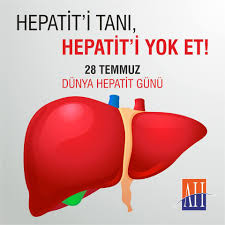 HEPATİT'İ TANI,
HEPATİT'İ YOK ET!
28 TEMMUZ
DÜNYA HEPATİT GÜNÜ